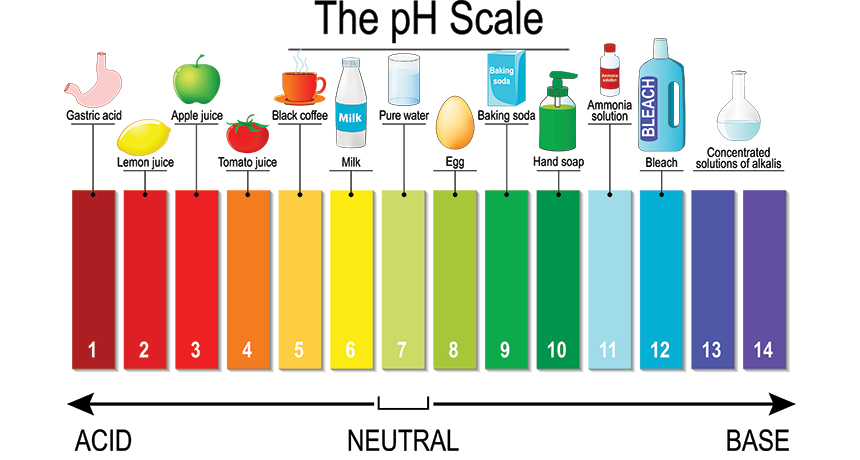 The pH Scale
Gastric acid
Lemon juice
Apple juice
Tomato juice
Black coffee
Milk
Milk
Pure water
Egg
Baking
soda
Baking soda
Hand soap
Ammonia
solution
Ammonia
solution
BLEACH
Bleach
Concentrated
solutions of alkalis
1 2 3 4 5 6 7 8 9 10 11 12 13 14
ACID NEUTRAL BASE